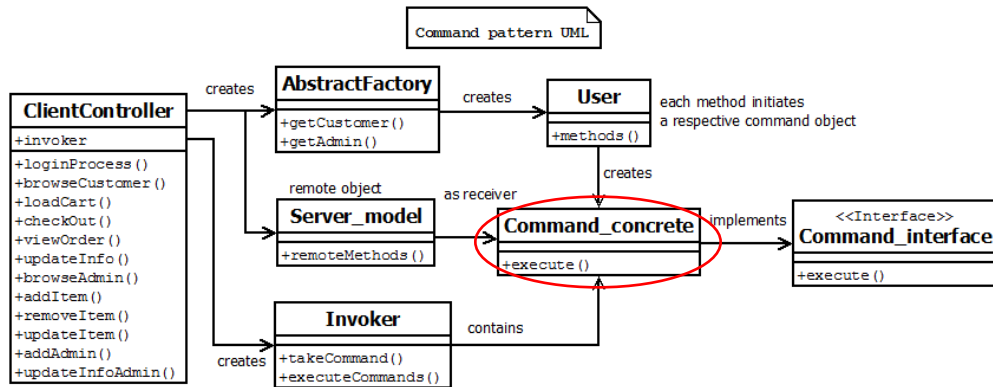 Command pattern UML
ClientController
+invoker
+loginProcess()
+browseCustomer()
+loadCart()
+checkOut()
+viewOrder()
+updateInfo()
+browseAdmin()
+addItem()
+removeItem()
+updateItem()
+addAdmin()
+updateInfoAdmin()
creates
AbstractFactory
+getCustomer()
+getAdmin()
creates
User
+methods()
each method initiates
a respective command object
creates
remote object
Server_model
+remoteMethods()
as receiver
Command_concrete
+execute()
implements
<<Interface>>
Command_interface
+execute()
creates
Invoker
+takeCommand()
+executeCommands()
contains